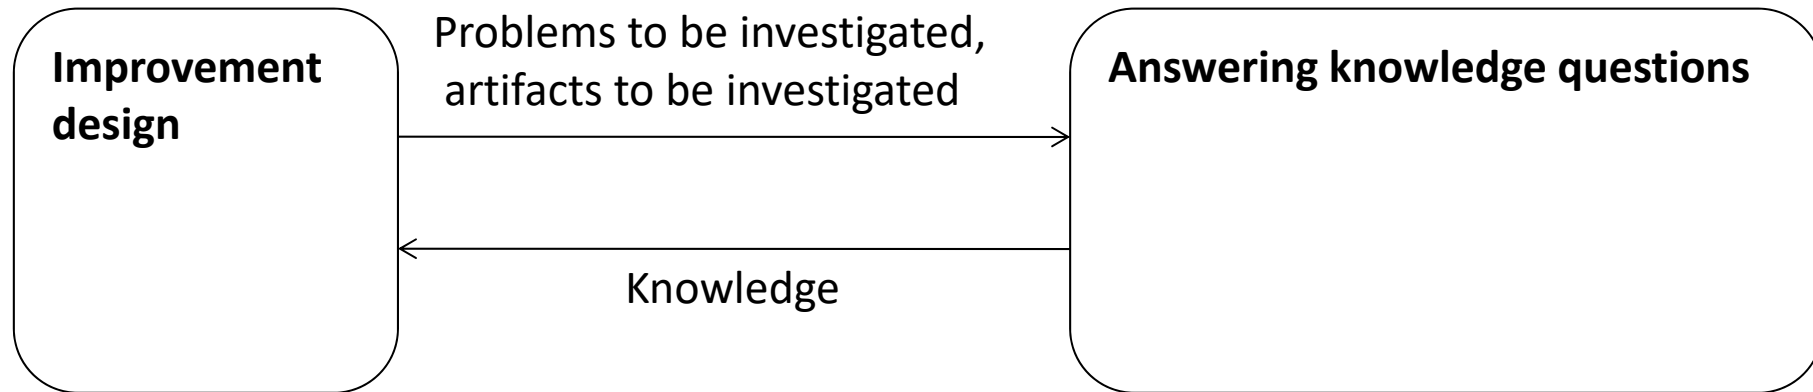 Improvement
design
Problems to be investigated,
artifacts to be investigated
Knowledge
Answering knowledge questions